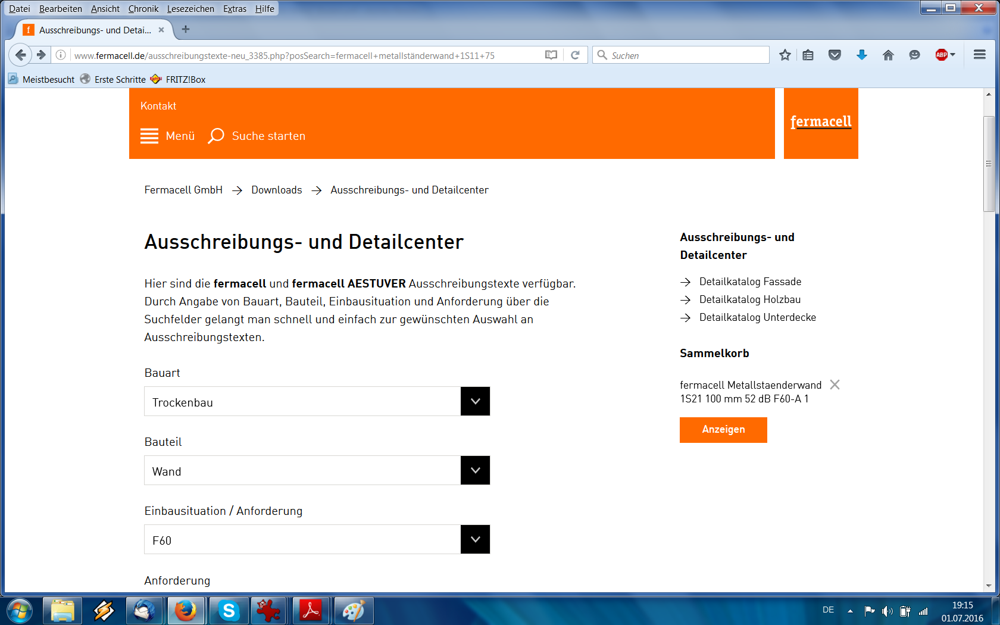 Datei Bearbeiten Ansicht Chronik Lesezeichen Extras Hilfe
f Ausschreibungs- und Detai...
www.fermacell.de/ausschreibungstexte-neu_3385.php?posSearch=fermacell+metallständerwand+1S11+75
Suchen
ABP
Meistbesucht Erste Schritte FRITZ!Box
Kontakt
Menü Suche starten
fermacell
Fermacell GmbH → Downloads → Ausschreibungs- und Detailcenter
Ausschreibungs- und Detailcenter
Hier sind die fermacell und fermacell AESTUVER Ausschreibungstexte verfügbar.
Durch Angabe von Bauart, Bauteil, Einbausituation und Anforderung über die
Suchfelder gelangt man schnell und einfach zur gewünschten Auswahl an
Ausschreibungstexten.
Bauart
Trockenbau
Bauteil
Wand
Einbausituation / Anforderung
F60
Anforderung
Ausschreibungs- und
Detailcenter
→ Detailkatalog Fassade
→ Detailkatalog Holzbau
→ Detailkatalog Unterdecke
Sammelkorb
fermacell Metallstaenderwand
1S21 100 mm 52 dB F60-A 1
Anzeigen
DE
19:15
01.07.2016